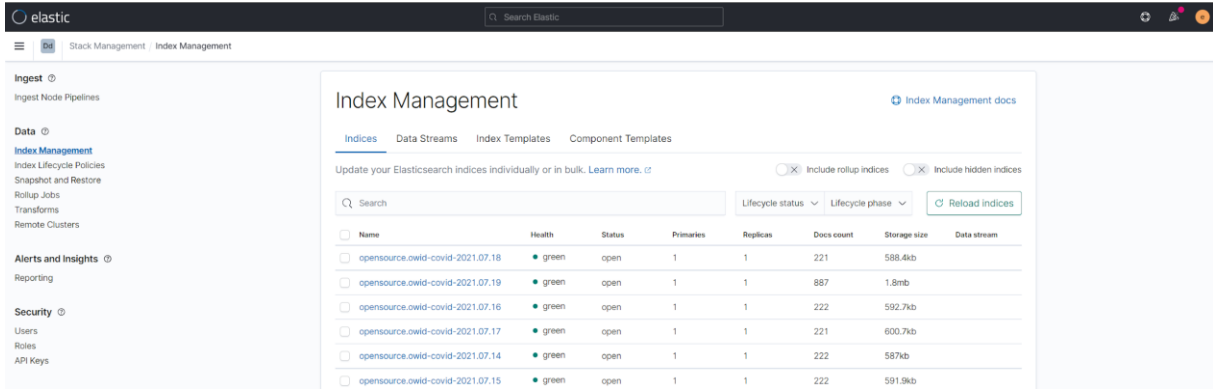 elastic
Search Elastic
e
Dd Stack Management / Index Management
Ingest
Ingest Node Pipelines
Data
Index Management
Index Lifecycle Policies
Snapshot and Restore
Rollup Jobs
Transforms
Remote Clusters
Alerts and Insights
Reporting
Security
Users
Roles
API Keys
Index Management
Index Management docs
Indices Data Streams Index Templates Component Templates
Update your Elasticsearch indices individually or in bulk. Learn more. Include rollup indices Include hidden indices
Search Lifecycle status Lifecycle phase Reload indices
Name Health Status Primaries Replicas Docs count Storage size Data stream
opensource.owid-covid-2021.07.18 green open 1 1 221 588.4kb
opensource.owid-covid-2021.07.19 green open 1 1 887 1.8mb
opensource.owid-covid-2021.07.16 green open 1 1 222 592.7kb
opensource.owid-covid-2021.07.17 green open 1 1 221 600.7kb
opensource.owid-covid-2021.07.14 green open 1 1 222 587kb
opensource.owid-covid-2021.07.15 green open 1 1 222 591.9kb